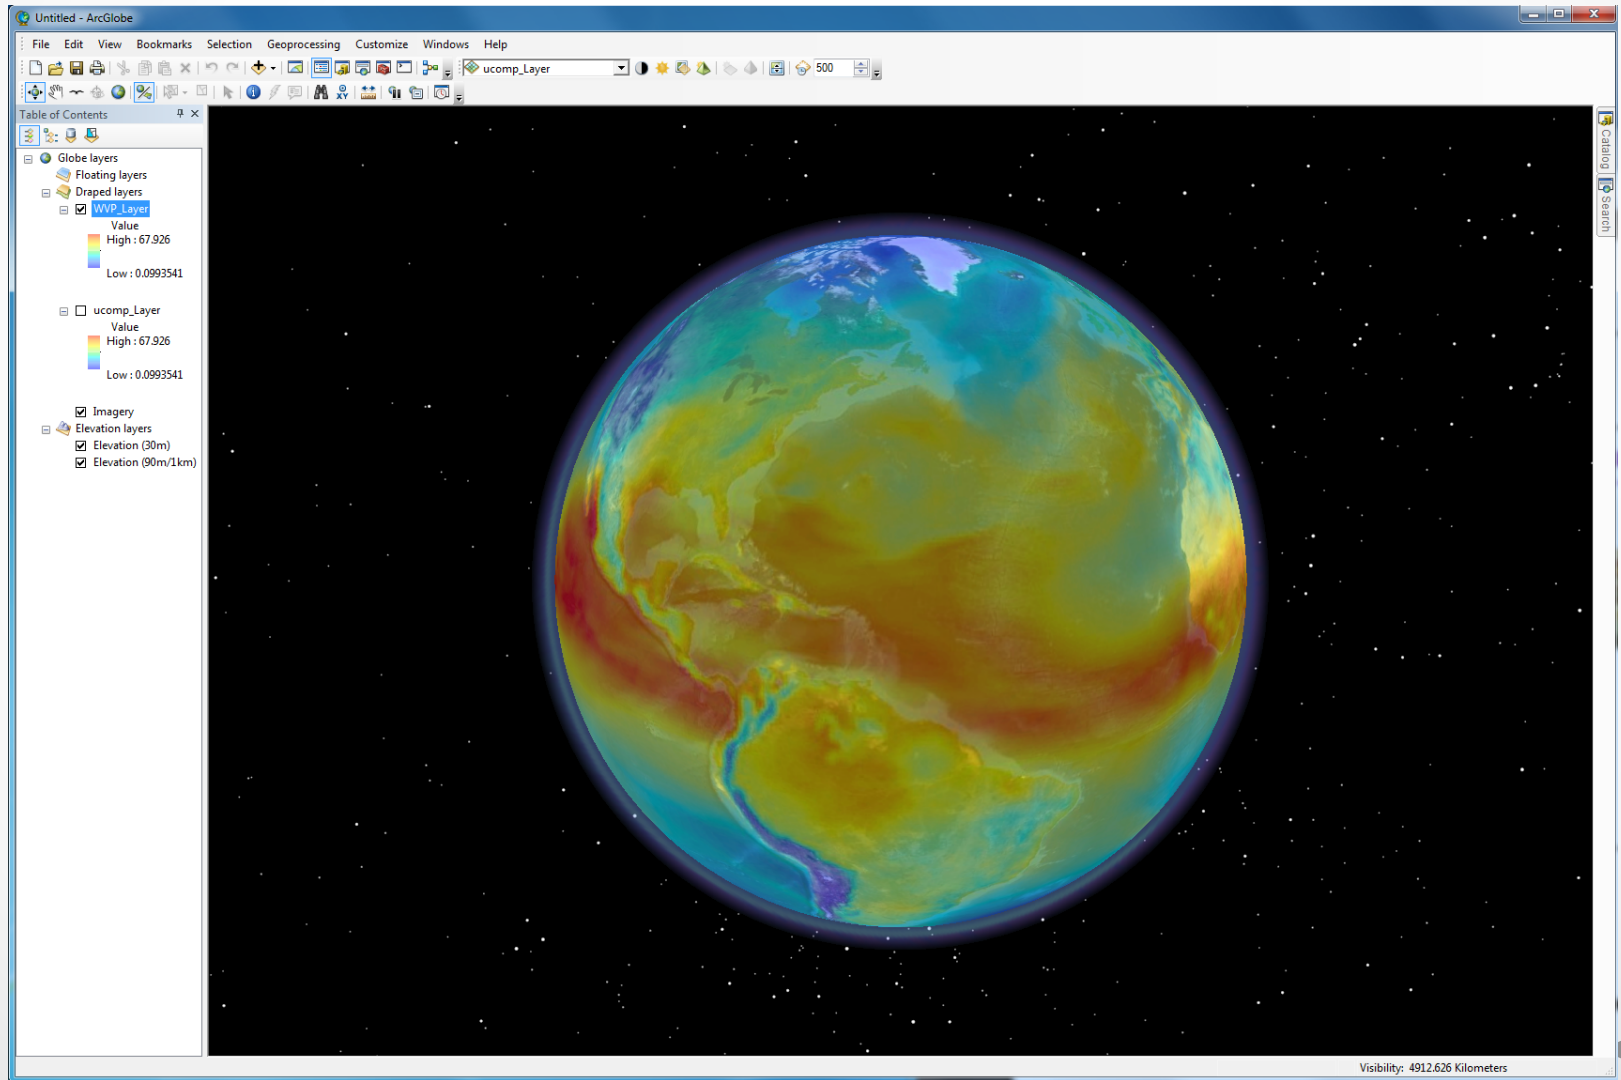 Untitled - ArcGlobe
File Edit View Bookmarks Selection Geoprocessing Customize Windows Help
ucomp_Layer 500
Table of Contents
Globe layers
Floating layers
Draped layers
WVP_Layer
Value
High : 67.926
Low : 0.0993541
ucomp_Layer
Value
High : 67.926
Low : 0.0993541
Imagery
Elevation layers
Elevation (30m)
Elevation (90m/1km)
Catalog
Search
Visibility: 4912.626 Kilometers